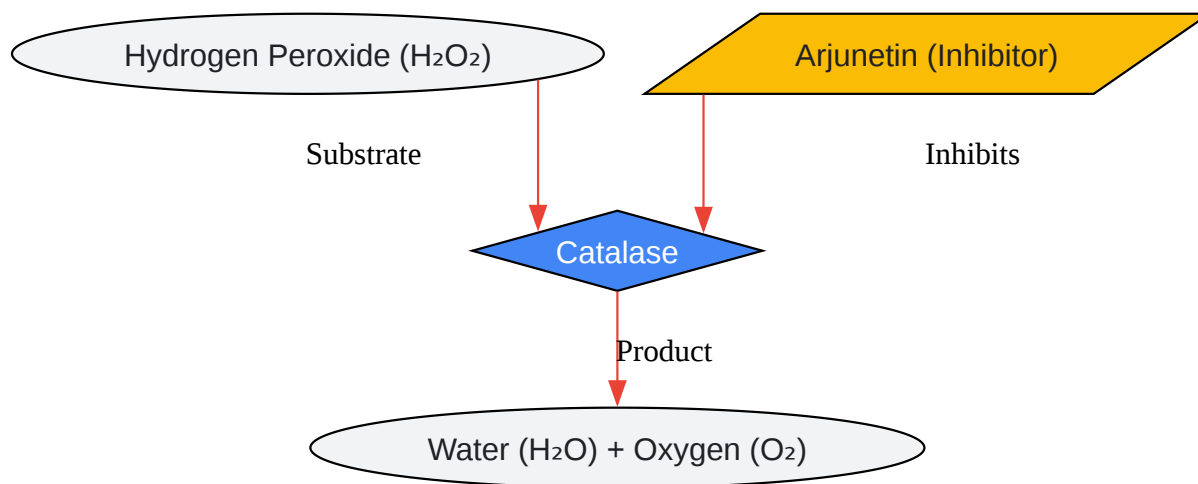 Hydrogen Peroxide (H₂O₂)
Arjunetin (Inhibitor)
Substrate
Inhibits
Catalase
Product
Water (H₂O) + Oxygen (O₂)